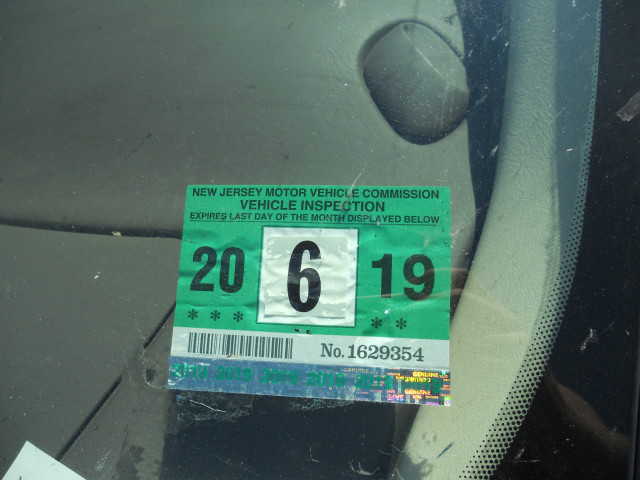 NEW JERSEY MOTOR VEHICLE COMMISSION
VEHICLE INSPECTION
EXPIRES LAST DAY OF THE MONTH DISPLAYED BELOW
20 6 19
* * * * *
No. 1629354